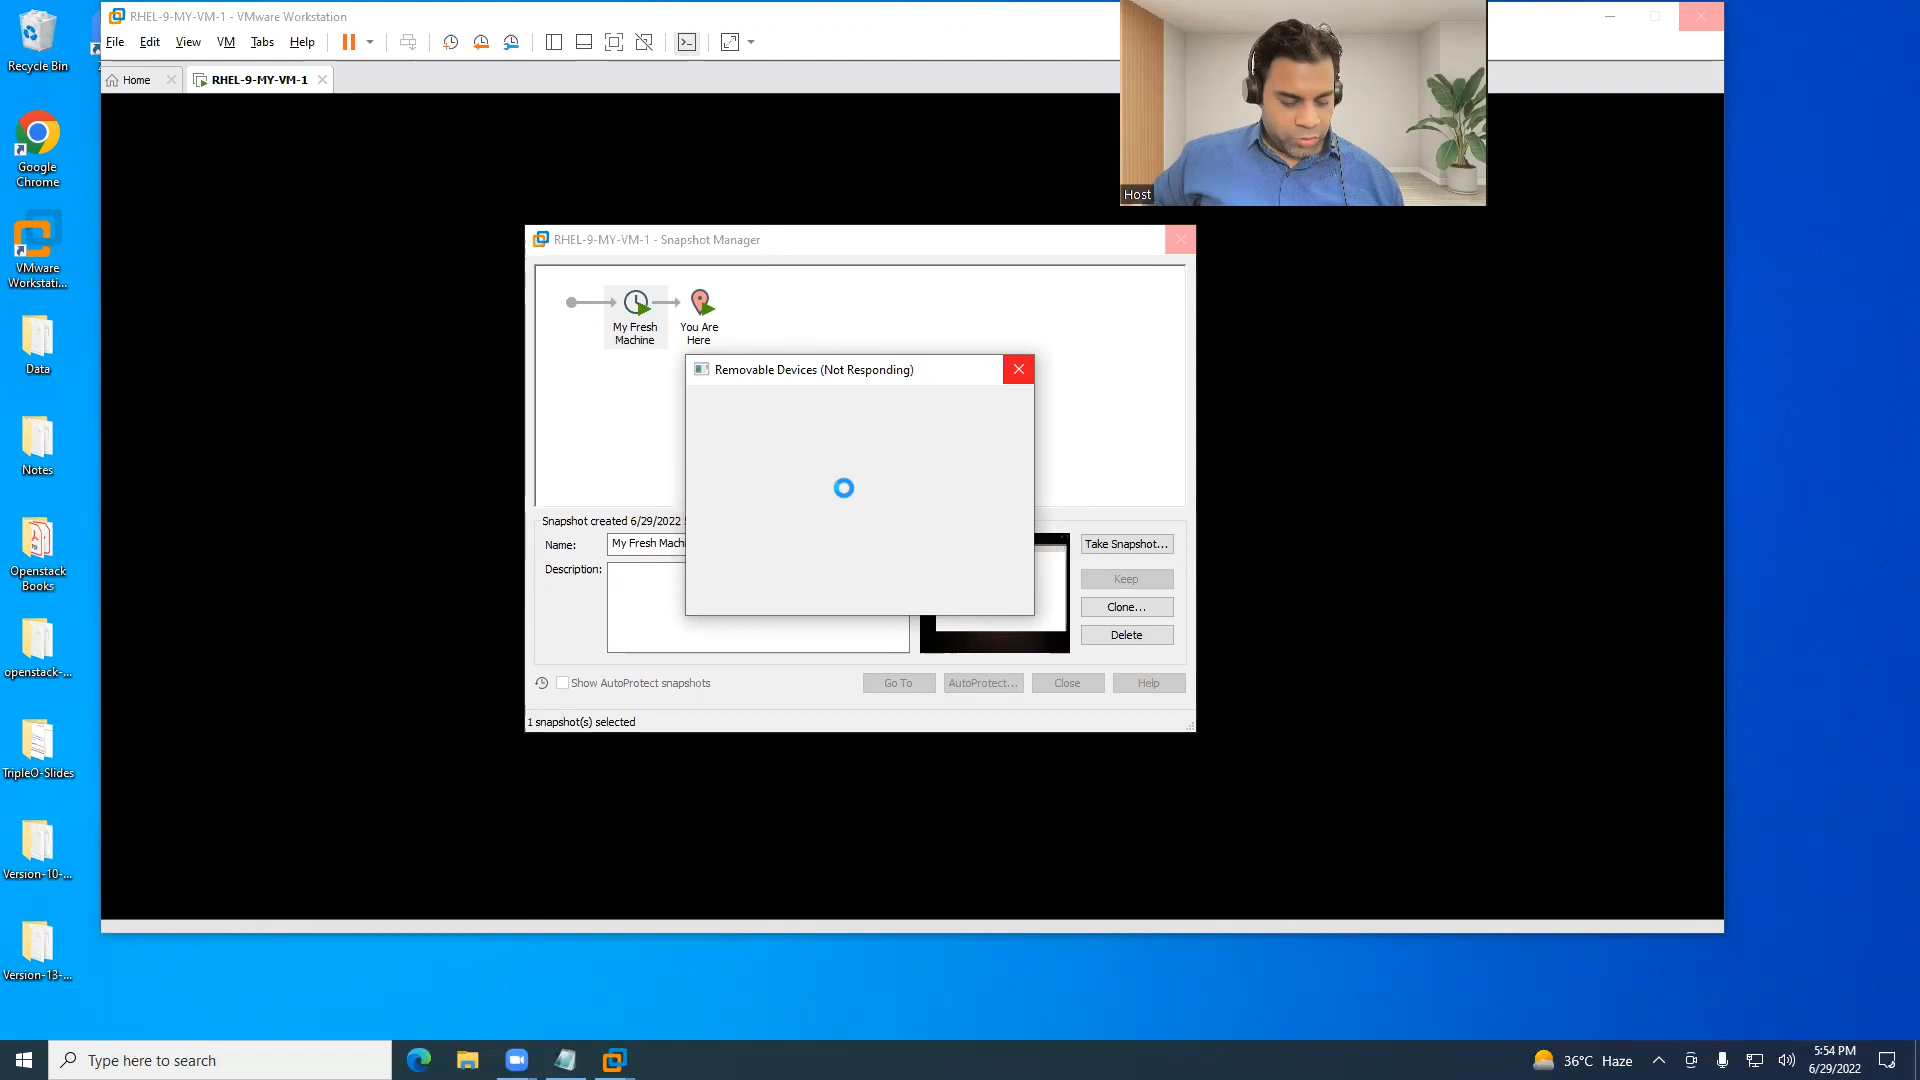 RHEL-9-MY-VM-1 - VMware Workstation
File Edit View VM Tabs Help
Home
RHEL-9-MY-VM-1
Host
Recycle Bin
Google
Chrome
VMware
Workstati...
Data
Notes
Openstack
Books
openstack-...
TripleO-Slides
Version-10-...
Version-13-...
RHEL-9-MY-VM-1 - Snapshot Manager
My Fresh
Machine
You Are
Here
Removable Devices (Not Responding)
Snapshot created 6/29/2022
Name:
My Fresh Machi
Description:
Take Snapshot...
Keep
Clone...
Delete
Show AutoProtect snapshots
Go To
AutoProtect...
Close
Help
1 snapshot(s) selected
Type here to search
36°C Haze
5:54 PM
6/29/2022